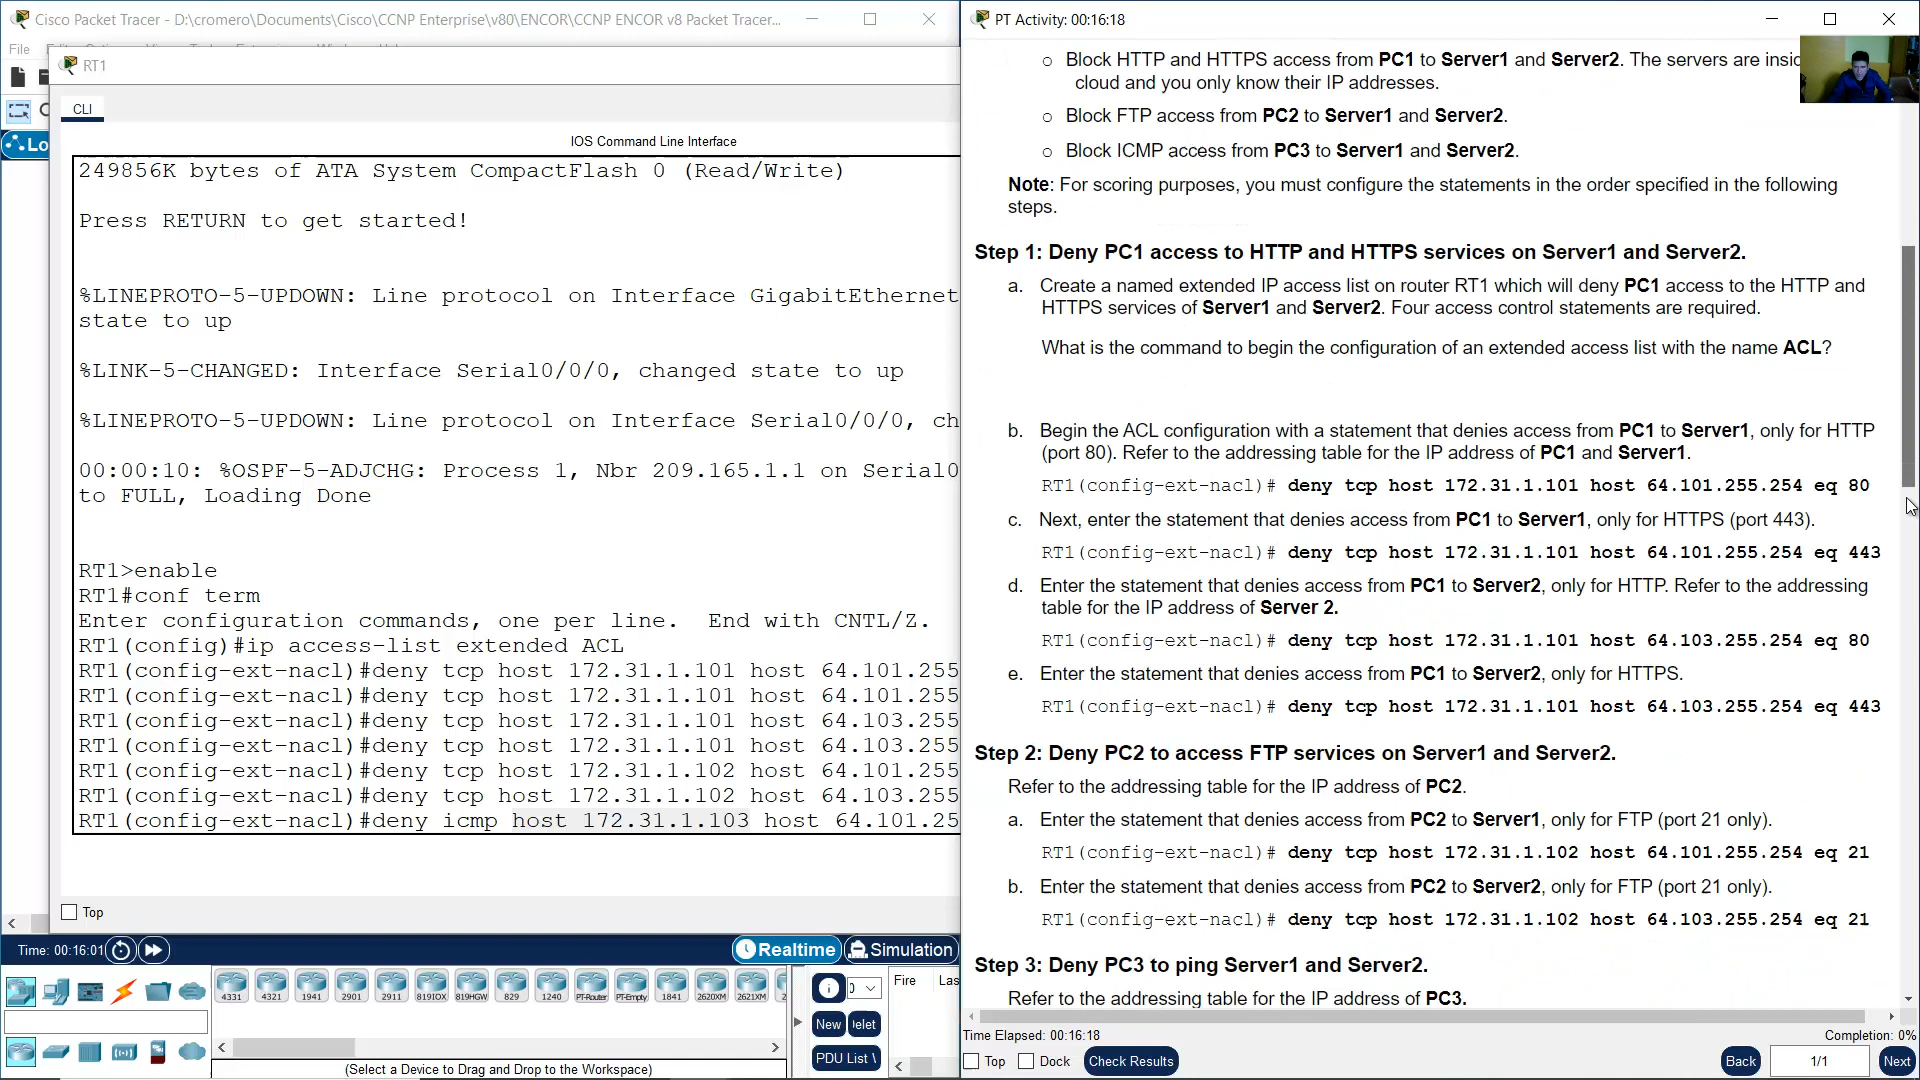 Cisco Packet Tracer - D:\cromero\Documents\Cisco\CCNP Enterprise\v80\ENCOR\CCNP ENCOR v8 Packet Tracer...
File
RT1
CLI
IOS Command Line Interface
249856K bytes of ATA System CompactFlash 0 (Read/Write)
Press RETURN to get started!
%LINEPROTO-5-UPDOWN: Line protocol on Interface GigabitEthernet
state to up
%LINK-5-CHANGED: Interface Serial0/0/0, changed state to up
%LINEPROTO-5-UPDOWN: Line protocol on Interface Serial0/0/0, ch
00:00:10: %OSPF-5-ADJCHG: Process 1, Nbr 209.165.1.1 on Serial0
to FULL, Loading Done
RT1>enable
RT1#conf term
Enter configuration commands, one per line.  End with CNTL/Z.
RT1(config)#ip access-list extended ACL
RT1(config-ext-nacl)#deny tcp host 172.31.1.101 host 64.101.255
RT1(config-ext-nacl)#deny tcp host 172.31.1.101 host 64.101.255
RT1(config-ext-nacl)#deny tcp host 172.31.1.101 host 64.103.255
RT1(config-ext-nacl)#deny tcp host 172.31.1.101 host 64.103.255
RT1(config-ext-nacl)#deny tcp host 172.31.1.102 host 64.101.255
RT1(config-ext-nacl)#deny tcp host 172.31.1.102 host 64.103.255
RT1(config-ext-nacl)#deny icmp host 172.31.1.103 host 64.101.25
Top
Lo
Time: 00:16:01
Realtime
Simulation
4331 4321 1941 2901 2911 819IOX 819HGW 829 1240 PT-Router PT-Empty 1841 2620XM 2621XM
(Select a Device to Drag and Drop to the Workspace)
0
New
elet
PDU List
Fire Las
PT Activity: 00:16:18
○ Block HTTP and HTTPS access from PC1 to Server1 and Server2. The servers are insi
cloud and you only know their IP addresses.
○ Block FTP access from PC2 to Server1 and Server2.
○ Block ICMP access from PC3 to Server1 and Server2.
Note: For scoring purposes, you must configure the statements in the order specified in the following
steps.
Step 1: Deny PC1 access to HTTP and HTTPS services on Server1 and Server2.
a. Create a named extended IP access list on router RT1 which will deny PC1 access to the HTTP and
HTTPS services of Server1 and Server2. Four access control statements are required.
What is the command to begin the configuration of an extended access list with the name ACL?
b. Begin the ACL configuration with a statement that denies access from PC1 to Server1, only for HTTP
(port 80). Refer to the addressing table for the IP address of PC1 and Server1.
RT1(config-ext-nacl)# deny tcp host 172.31.1.101 host 64.101.255.254 eq 80
c. Next, enter the statement that denies access from PC1 to Server1, only for HTTPS (port 443).
RT1(config-ext-nacl)# deny tcp host 172.31.1.101 host 64.101.255.254 eq 443
d. Enter the statement that denies access from PC1 to Server2, only for HTTP. Refer to the addressing
table for the IP address of Server 2.
RT1(config-ext-nacl)# deny tcp host 172.31.1.101 host 64.103.255.254 eq 80
e. Enter the statement that denies access from PC1 to Server2, only for HTTPS.
RT1(config-ext-nacl)# deny tcp host 172.31.1.101 host 64.103.255.254 eq 443
Step 2: Deny PC2 to access FTP services on Server1 and Server2.
Refer to the addressing table for the IP address of PC2.
a. Enter the statement that denies access from PC2 to Server1, only for FTP (port 21 only).
RT1(config-ext-nacl)# deny tcp host 172.31.1.102 host 64.101.255.254 eq 21
b. Enter the statement that denies access from PC2 to Server2, only for FTP (port 21 only).
RT1(config-ext-nacl)# deny tcp host 172.31.1.102 host 64.103.255.254 eq 21
Step 3: Deny PC3 to ping Server1 and Server2.
Refer to the addressing table for the IP address of PC3.
Time Elapsed: 00:16:18
Completion: 0%
Top
Dock
Check Results
Back
1/1
Next